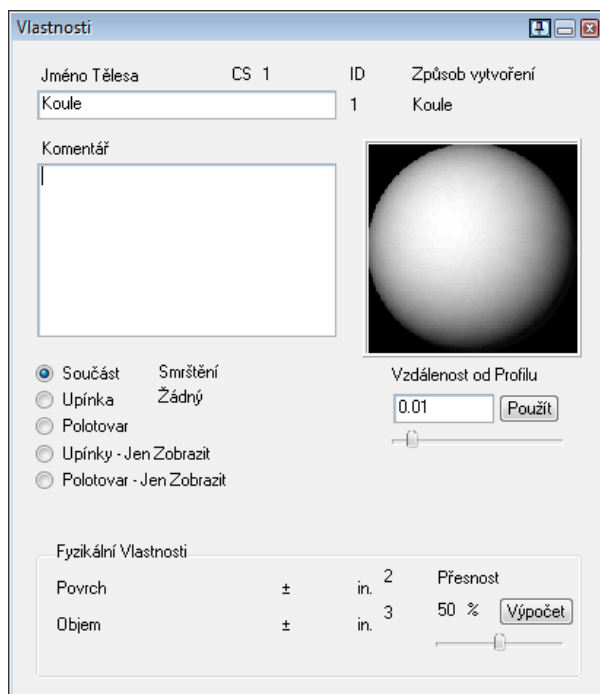 Vlastnosti
Jméno Tělesa CS 1 ID Způsob vytvoření
Koule 1 Koule
Komentář
Součást Smrštění
Upínka Žádný
Polotovar
Upínky - Jen Zobrazit
Polotovar - Jen Zobrazit
Vzdálenost od Profilu
0.01 Použít
Fyzikální Vlastnosti
Povrch ± in. 2 Přesnost
Objem ± in. 3 50 % Výpočet